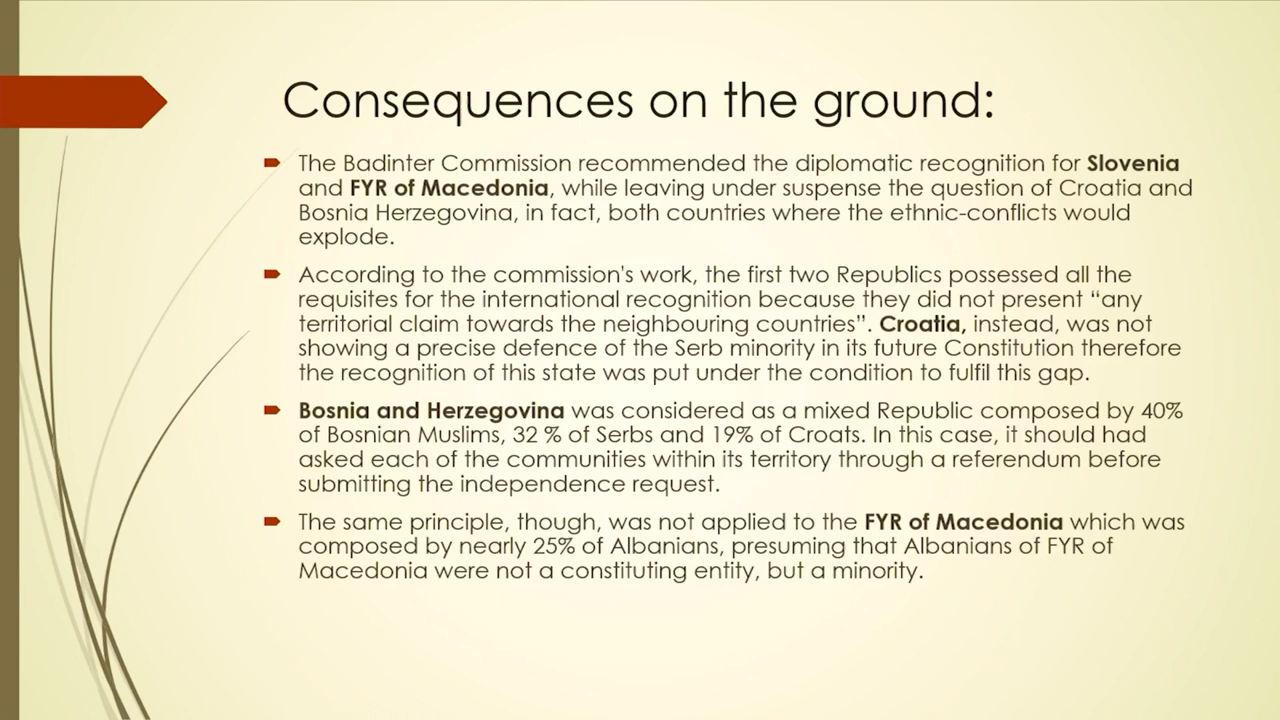 Consequences on the ground:
The Badinter Commission recommended the diplomatic recognition for Slovenia
and FYR of Macedonia, while leaving under suspense the question of Croatia and
Bosnia Herzegovina, in fact, both countries where the ethnic-conflicts would
explode.
According to the commission's work, the first two Republics possessed all the
requisites for the international recognition because they did not present “any
territorial claim towards the neighbouring countries”. Croatia, instead, was not
showing a precise defence of the Serb minority in its future Constitution therefore
the recognition of this state was put under the condition to fulfil this gap.
Bosnia and Herzegovina was considered as a mixed Republic composed by 40%
of Bosnian Muslims, 32 % of Serbs and 19% of Croats. In this case, it should had
asked each of the communities within its territory through a referendum before
submitting the independence request.
The same principle, though, was not applied to the FYR of Macedonia which was
composed by nearly 25% of Albanians, presuming that Albanians of FYR of
Macedonia were not a constituting entity, but a minority.